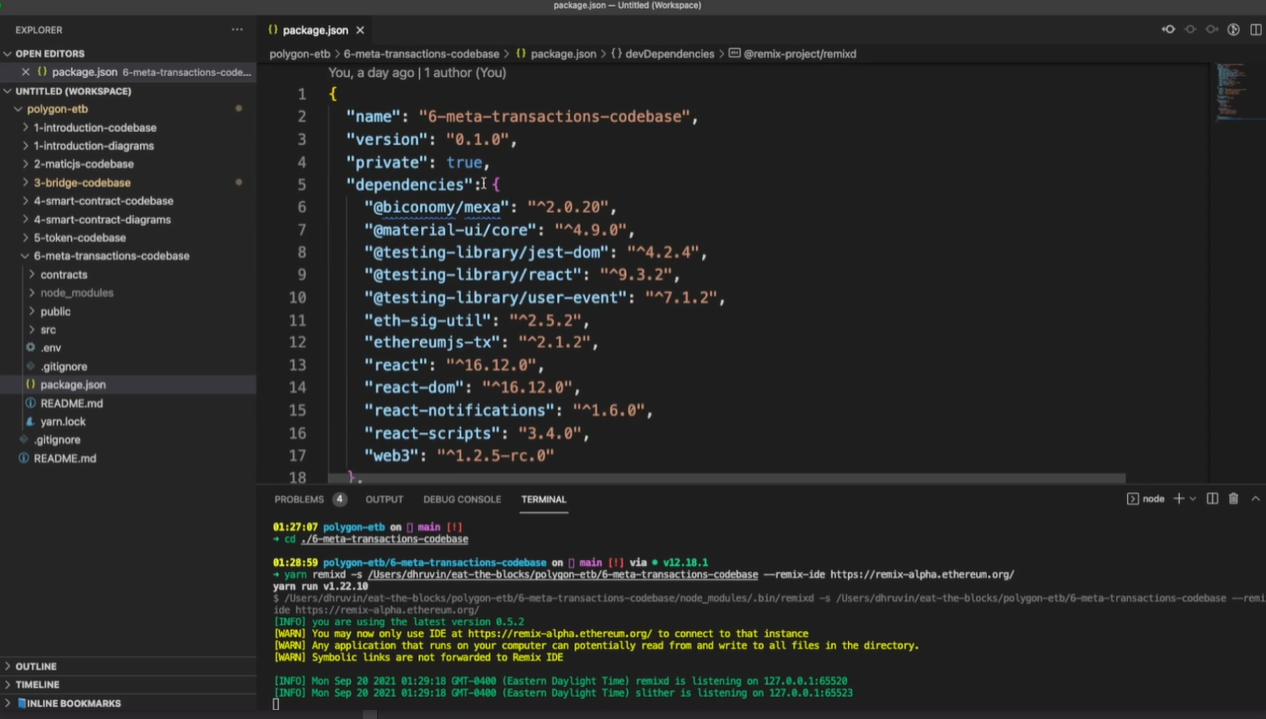 package.json — Untitled (Workspace)
EXPLORER
OPEN EDITORS
package.json 6-meta-transactions-code...
UNTITLED (WORKSPACE)
polygon-etb
1-introduction-codebase
1-introduction-diagrams
2-maticjs-codebase
3-bridge-codebase
4-smart-contract-codebase
4-smart-contract-diagrams
5-token-codebase
6-meta-transactions-codebase
contracts
node_modules
public
src
.env
.gitignore
package.json
README.md
yarn.lock
.gitignore
README.md
OUTLINE
TIMELINE
INLINE BOOKMARKS
package.json
polygon-etb > 6-meta-transactions-codebase > {} package.json > {} devDependencies > @remix-project/remixd
You, a day ago | 1 author (You)
1 {
2 "name": "6-meta-transactions-codebase",
3 "version": "0.1.0",
4 "private": true,
5 "dependencies": {
6 "@biconomy/mexa": "^2.0.20",
7 "@material-ui/core": "^4.9.0",
8 "@testing-library/jest-dom": "^4.2.4",
9 "@testing-library/react": "^9.3.2",
10 "@testing-library/user-event": "^7.1.2",
11 "eth-sig-util": "^2.5.2",
12 "ethereumjs-tx": "^2.1.2",
13 "react": "^16.12.0",
14 "react-dom": "^16.12.0",
15 "react-notifications": "^1.6.0",
16 "react-scripts": "3.4.0",
17 "web3": "^1.2.5-rc.0"
18 },
PROBLEMS 4 OUTPUT DEBUG CONSOLE TERMINAL node
01:27:07 polygon-etb on main [!]
➜ cd ./6-meta-transactions-codebase
01:28:59 polygon-etb/6-meta-transactions-codebase on main [!] via ● v12.18.1
➜ yarn remixd -s /Users/dhruvin/eat-the-blocks/polygon-etb/6-meta-transactions-codebase --remix-ide https://remix-alpha.ethereum.org/
yarn run v1.22.10
$ /Users/dhruvin/eat-the-blocks/polygon-etb/6-meta-transactions-codebase/node_modules/.bin/remixd -s /Users/dhruvin/eat-the-blocks/polygon-etb/6-meta-transactions-codebase --remi
ide https://remix-alpha.ethereum.org/
[INFO] you are using the latest version 0.5.2
[WARN] You may now only use IDE at https://remix-alpha.ethereum.org/ to connect to that instance
[WARN] Any application that runs on your computer can potentially read from and write to all files in the directory.
[WARN] Symbolic links are not forwarded to Remix IDE
[INFO] Mon Sep 20 2021 01:29:18 GMT-0400 (Eastern Daylight Time) remixd is listening on 127.0.0.1:65520
[INFO] Mon Sep 20 2021 01:29:18 GMT-0400 (Eastern Daylight Time) slither is listening on 127.0.0.1:65523